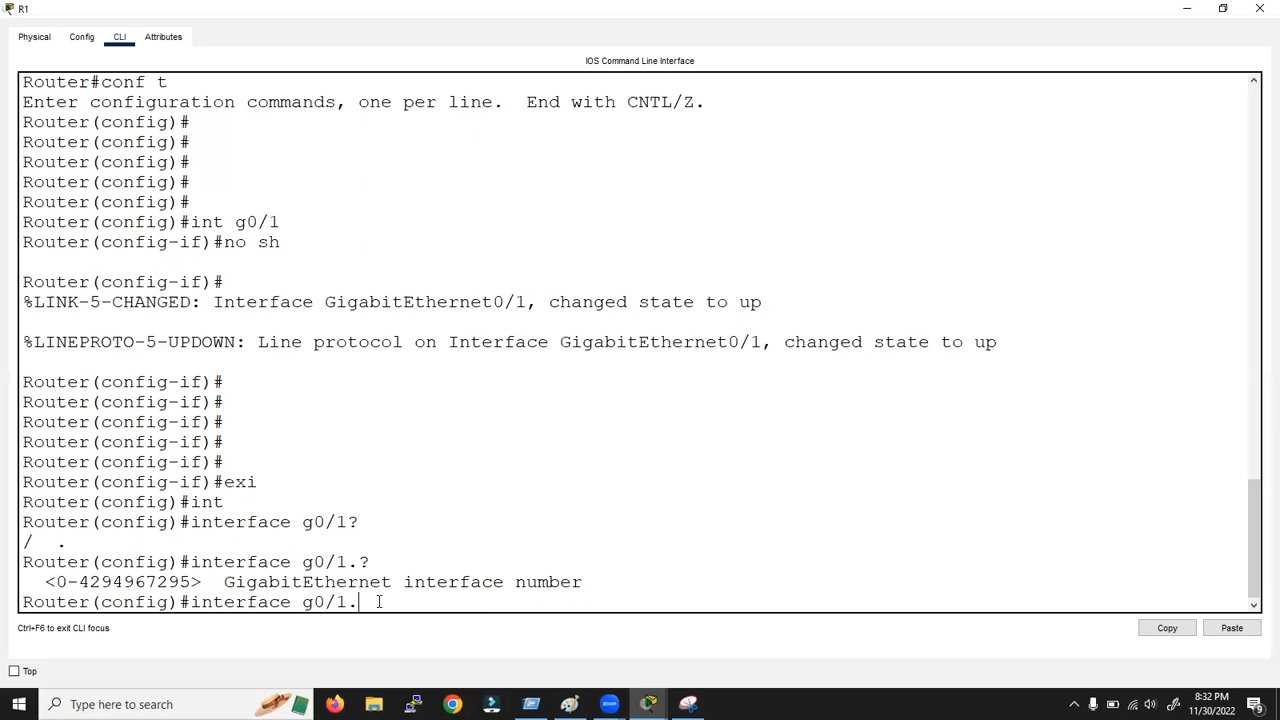 R1
Physical Config CLI Attributes
IOS Command Line Interface
Router#conf t
Enter configuration commands, one per line.  End with CNTL/Z.
Router(config)#
Router(config)#
Router(config)#
Router(config)#
Router(config)#
Router(config)#int g0/1
Router(config-if)#no sh
Router(config-if)#
%LINK-5-CHANGED: Interface GigabitEthernet0/1, changed state to up
%LINEPROTO-5-UPDOWN: Line protocol on Interface GigabitEthernet0/1, changed state to up
Router(config-if)#
Router(config-if)#
Router(config-if)#
Router(config-if)#
Router(config-if)#
Router(config-if)#exi
Router(config)#int
Router(config)#interface g0/1?
/  .
Router(config)#interface g0/1.?
  <0-4294967295>  GigabitEthernet interface number
Router(config)#interface g0/1.
Ctrl+F6 to exit CLI focus
Copy Paste
Top
Type here to search
zoom
8:32 PM
11/30/2022
9